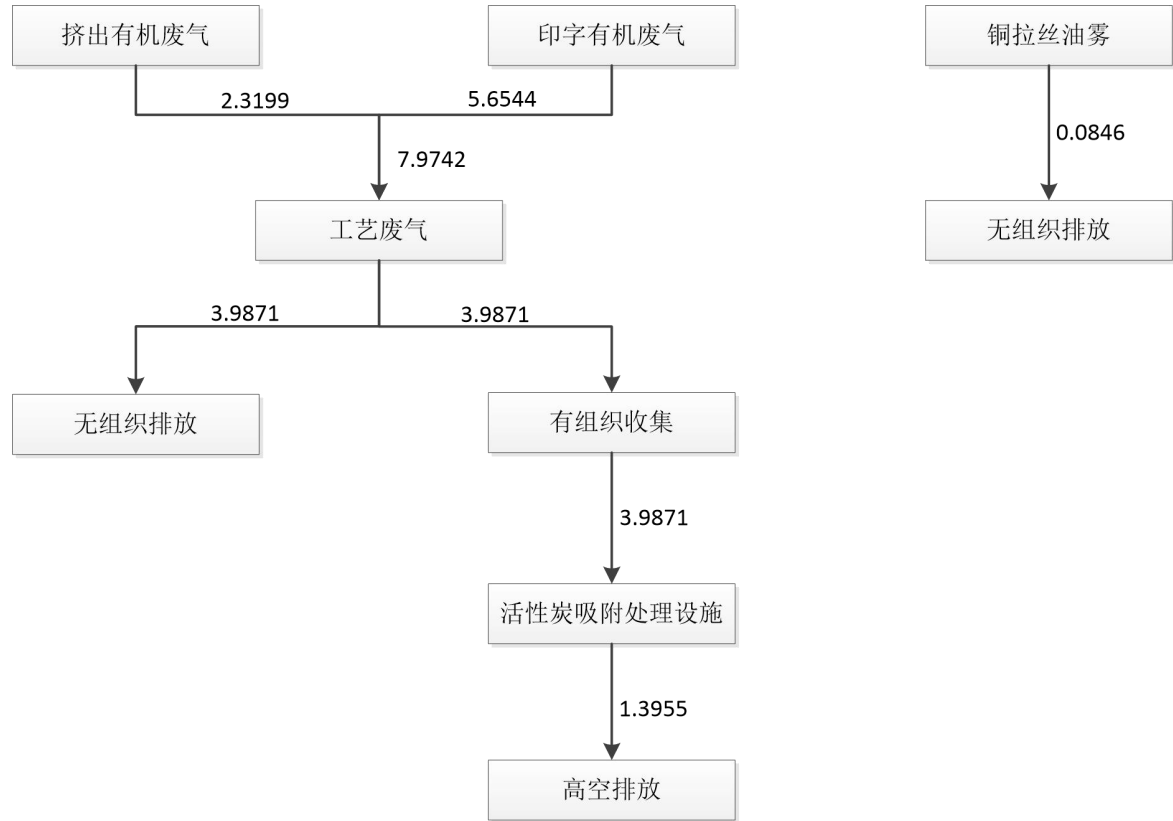 挤出有机废气
印字有机废气
铜拉丝油雾
2.3199
5.6544
0.0846
7.9742
工艺废气
无组织排放
3.9871
3.9871
无组织排放
有组织收集
3.9871
活性炭吸附处理设施
1.3955
高空排放